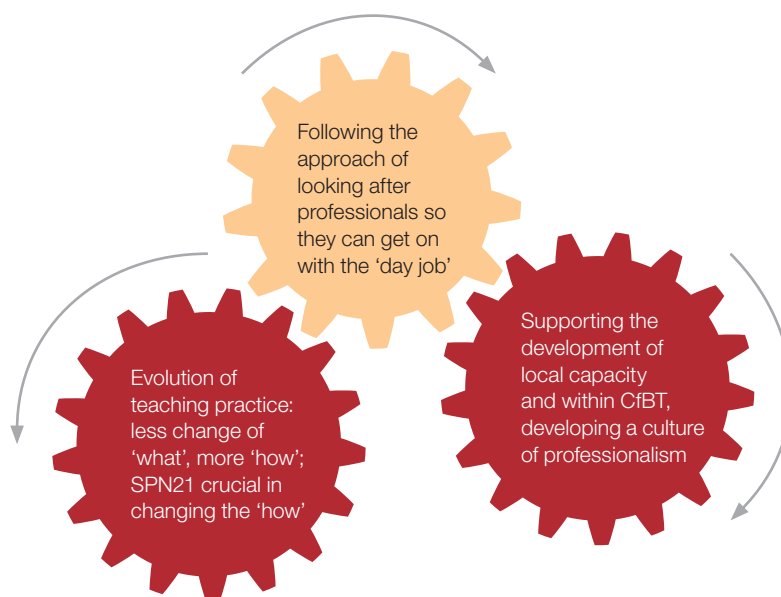 Following the
approach of
looking after
professionals so
they can get on
with the ‘day job’
Evolution of
teaching practice:
less change of
‘what’, more ‘how’;
SPN21 crucial in
changing the ‘how’
Supporting the
development of
local capacity
and within CfBT,
developing a culture
of professionalism